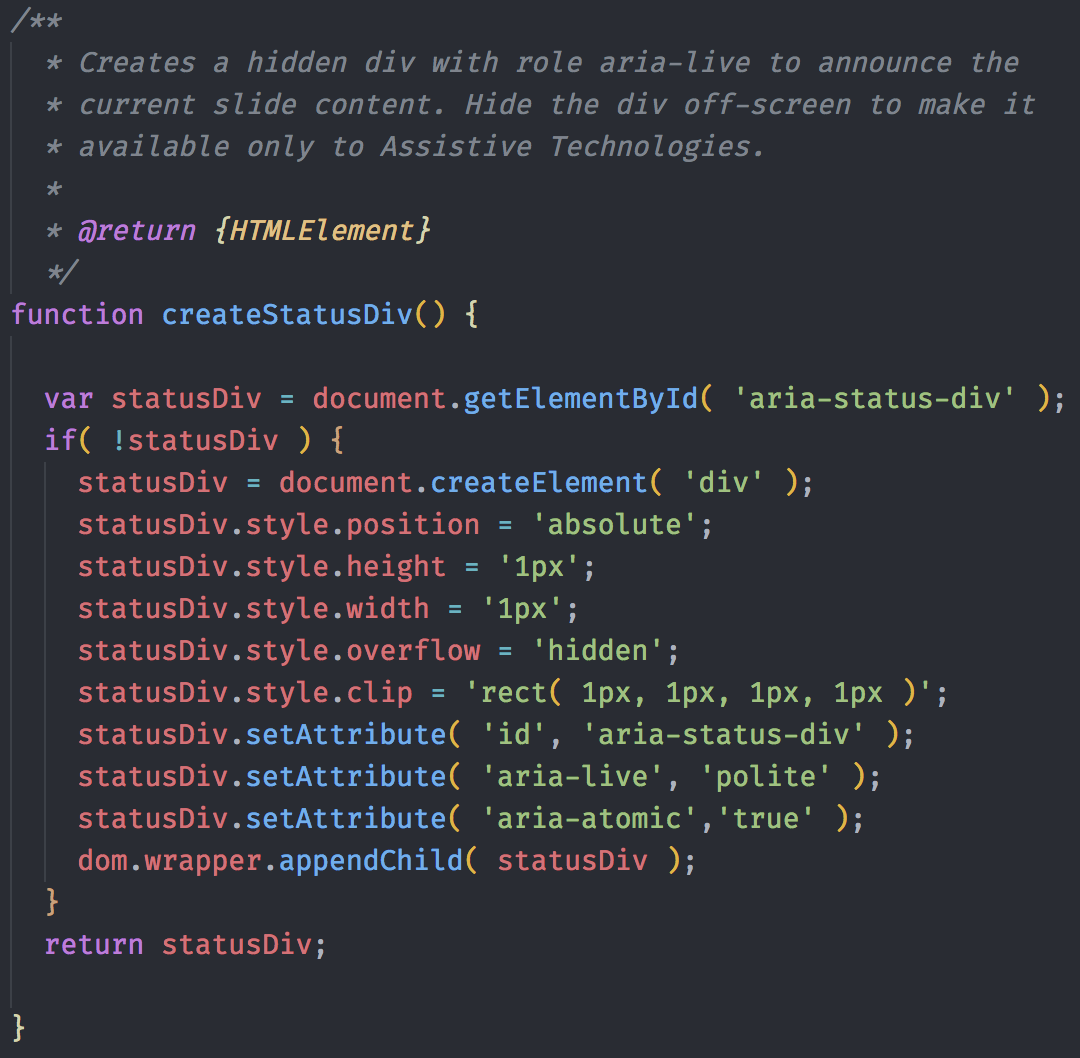 /**
 * Creates a hidden div with role aria-live to announce the
 * current slide content. Hide the div off-screen to make it
 * available only to Assistive Technologies.
 *
 * @return {HTMLElement}
 */
function createStatusDiv() {

  var statusDiv = document.getElementById( 'aria-status-div' );
  if( !statusDiv ) {
    statusDiv = document.createElement( 'div' );
    statusDiv.style.position = 'absolute';
    statusDiv.style.height = '1px';
    statusDiv.style.width = '1px';
    statusDiv.style.overflow = 'hidden';
    statusDiv.style.clip = 'rect( 1px, 1px, 1px, 1px )';
    statusDiv.setAttribute( 'id', 'aria-status-div' );
    statusDiv.setAttribute( 'aria-live', 'polite' );
    statusDiv.setAttribute( 'aria-atomic','true' );
    dom.wrapper.appendChild( statusDiv );
  }
  return statusDiv;

}